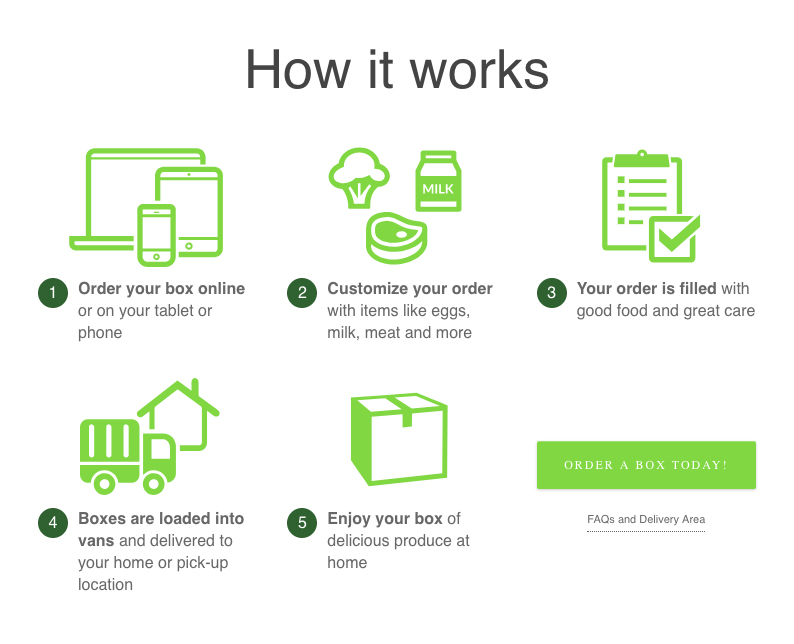 How it works
MILK
1
Order your box online
or on your tablet or
phone
2
Customize your order
with items like eggs,
milk, meat and more
3
Your order is filled with
good food and great care
4
Boxes are loaded into
vans and delivered to
your home or pick-up
location
5
Enjoy your box of
delicious produce at
home
ORDER A BOX TODAY!
FAQs and Delivery Area